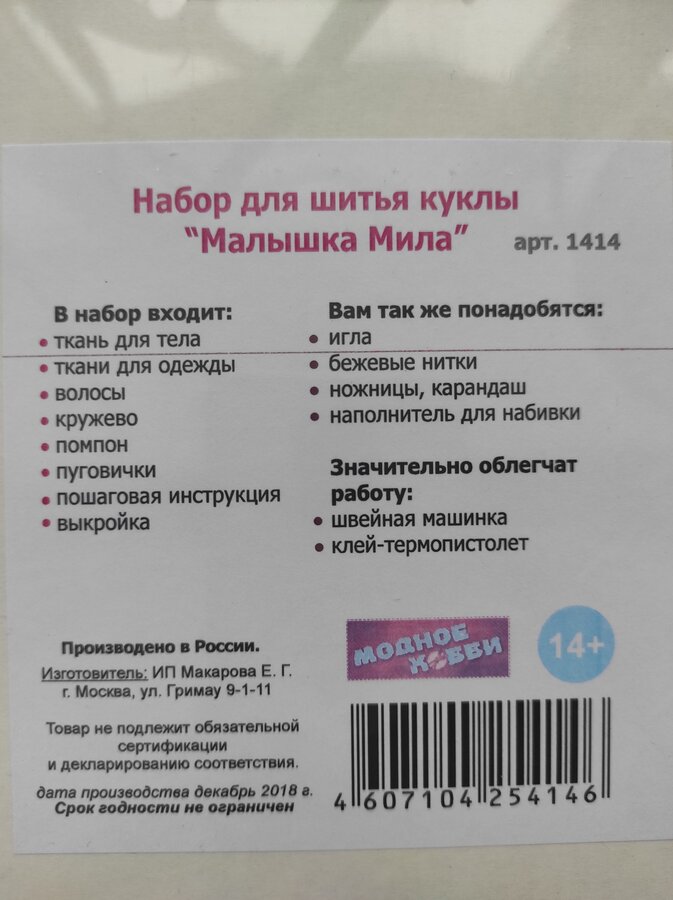 Набор для шитья куклы
“Малышка Мила” арт. 1414
В набор входит:
• ткань для тела
• ткани для одежды
• волосы
• кружево
• помпон
• пуговички
• пошаговая инструкция
• выкройка
Вам так же понадобятся:
• игла
• бежевые нитки
• ножницы, карандаш
• наполнитель для набивки
Значительно облегчат
работу:
• швейная машинка
• клей-термопистолет
Произведено в России.
Изготовитель: ИП Макарова Е. Г.
г. Москва, ул. Гримау 9-1-11
Товар не подлежит обязательной
сертификации
и декларированию соответствия.
дата производства декабрь 2018 г.
Срок годности не ограничен
МОДНОЕ
ХОББИ
14+
4 607104 254146